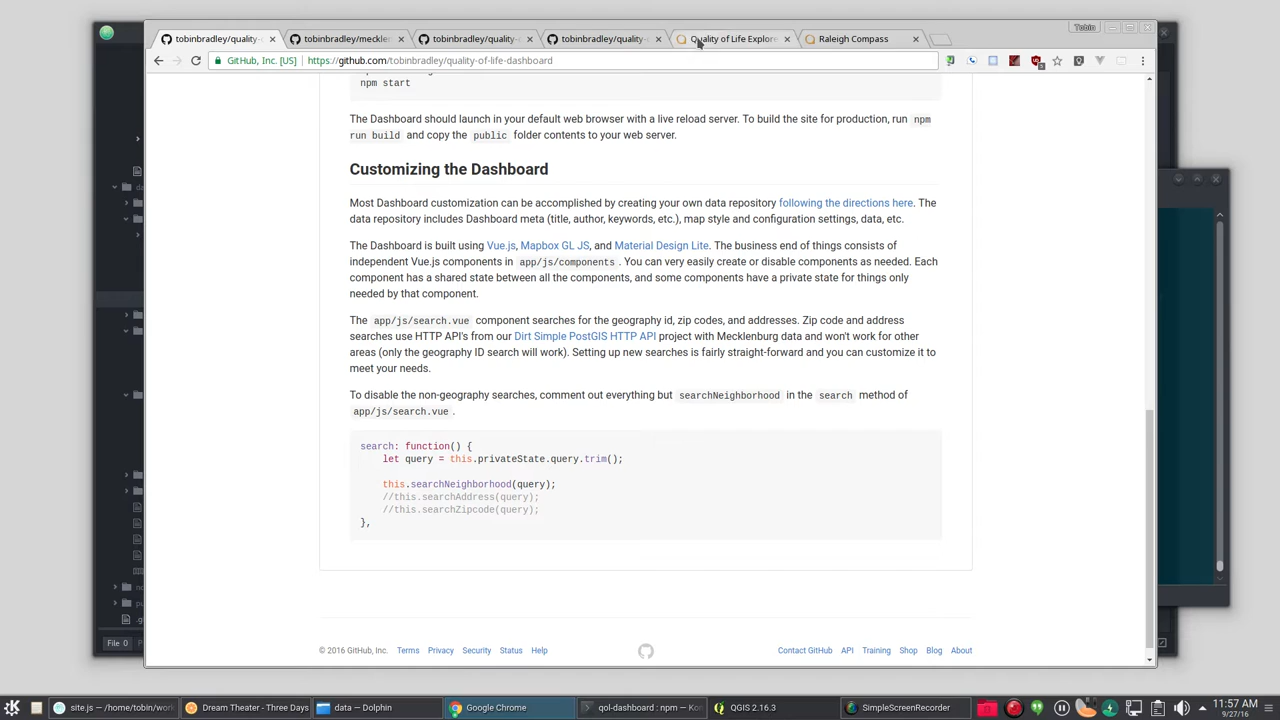 Tobin
tobinbradley/quality-
tobinbradley/meckle
tobinbradley/quality-
tobinbradley/quality-
Quality of Life Explore
Raleigh Compass
GitHub, Inc. [US]
https://github.com/tobinbradley/quality-of-life-dashboard
npm start
The Dashboard should launch in your default web browser with a live reload server. To build the site for production, run npm
run build and copy the public folder contents to your web server.
Customizing the Dashboard
Most Dashboard customization can be accomplished by creating your own data repository following the directions here. The
data repository includes Dashboard meta (title, author, keywords, etc.), map style and configuration settings, data, etc.
The Dashboard is built using Vue.js, Mapbox GL JS, and Material Design Lite. The business end of things consists of
independent Vue.js components in app/js/components. You can very easily create or disable components as needed. Each
component has a shared state between all the components, and some components have a private state for things only
needed by that component.
The app/js/search.vue component searches for the geography id, zip codes, and addresses. Zip code and address
searches use HTTP API's from our Dirt Simple PostGIS HTTP API project with Mecklenburg data and won't work for other
areas (only the geography ID search will work). Setting up new searches is fairly straight-forward and you can customize it to
meet your needs.
To disable the non-geography searches, comment out everything but searchNeighborhood in the search method of
app/js/search.vue.
search: function() {
let query = this.privateState.query.trim();
this.searchNeighborhood(query);
//this.searchAddress(query);
//this.searchZipcode(query);
},
© 2016 GitHub, Inc. Terms Privacy Security Status Help
Contact GitHub API Training Shop Blog About
da
no
pu
.g
File 0
site.js — /home/tobin/work
Dream Theater - Three Days
data — Dolphin
Google Chrome
qol-dashboard : npm — Kon
QGIS 2.16.3
SimpleScreenRecorder
11:57 AM
9/27/16